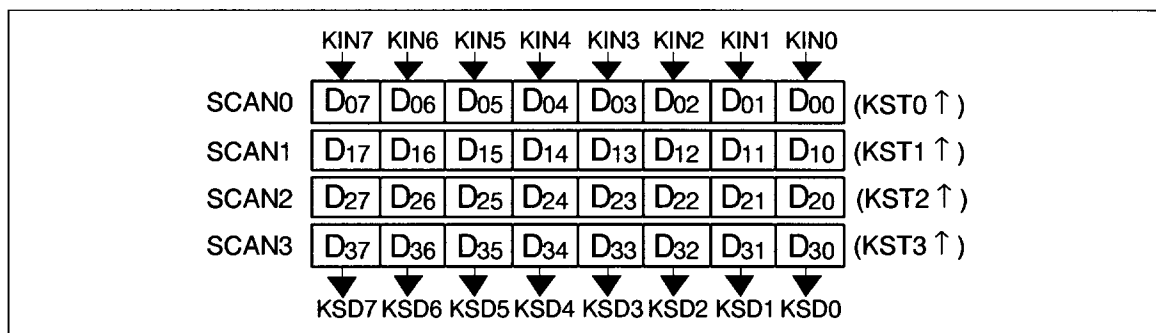 KIN7 KIN6 KIN5 KIN4 KIN3 KIN2 KIN1 KIN0
SCAN0 D07 D06 D05 D04 D03 D02 D01 D00 (KST0 ↑)
SCAN1 D17 D16 D15 D14 D13 D12 D11 D10 (KST1 ↑)
SCAN2 D27 D26 D25 D24 D23 D22 D21 D20 (KST2 ↑)
SCAN3 D37 D36 D35 D34 D33 D32 D31 D30 (KST3 ↑)
KSD7 KSD6 KSD5 KSD4 KSD3 KSD2 KSD1 KSD0